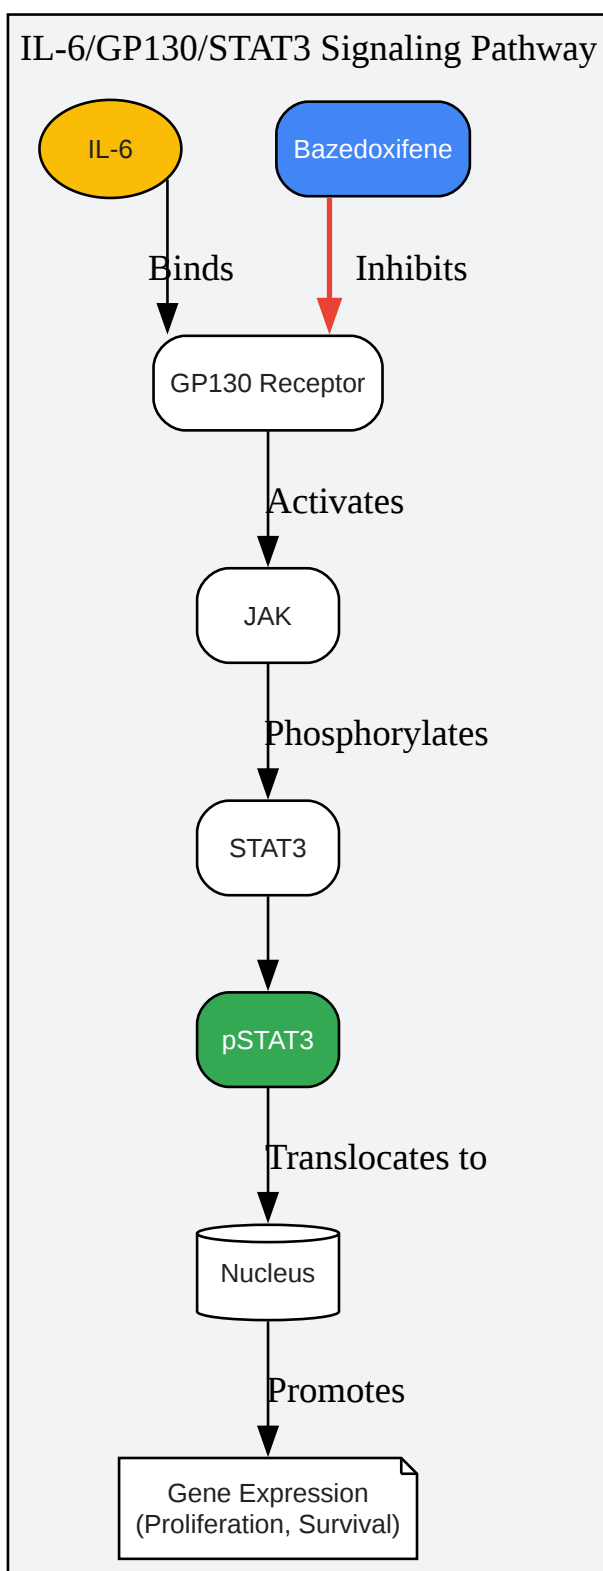 IL-6/GP130/STAT3 Signaling Pathway
IL-6
Bazedoxifene
Binds
Inhibits
GP130 Receptor
Activates
JAK
Phosphorylates
STAT3
pSTAT3
Translocates to
Nucleus
Promotes
Gene Expression
(Proliferation, Survival)